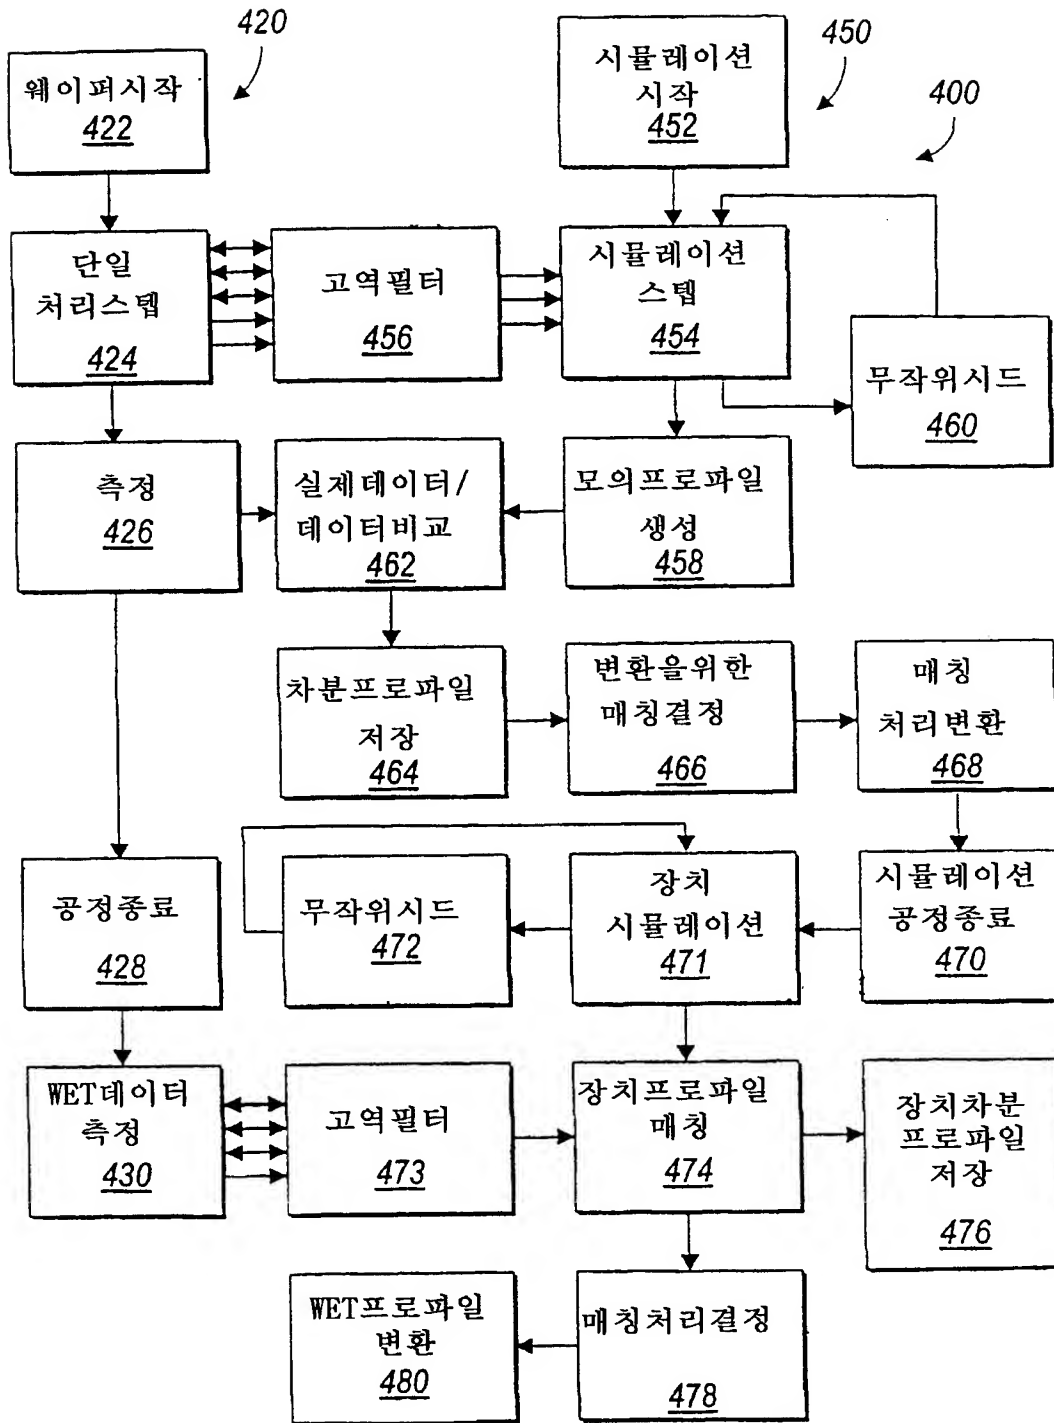 420
450
400
웨이퍼시작
422
시뮬레이션
시작
452
단일
처리스텝
424
고역필터
456
시뮬레이션
스텝
454
무작위시드
460
측정
426
실제데이터/
데이터비교
462
모의프로파일
생성
458
차분프로파일
저장
464
변환을위한
매칭결정
466
매칭
처리변환
468
공정종료
428
무작위시드
472
장치
시뮬레이션
471
시뮬레이션
공정종료
470
WET데이터
측정
430
고역필터
473
장치프로파일
매칭
474
장치차분
프로파일
저장
476
WET프로파일
변환
480
매칭처리결정
478